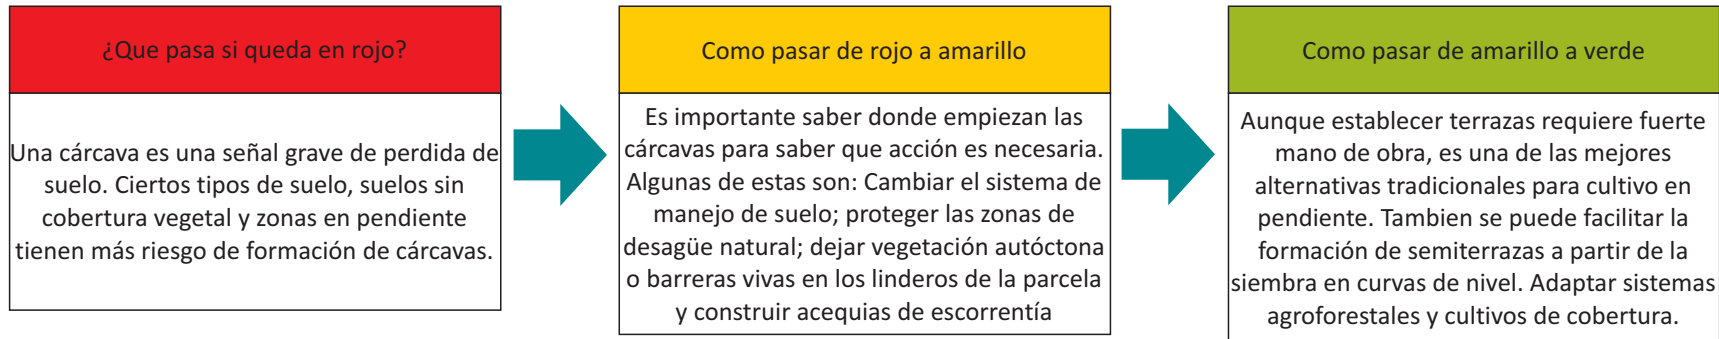 ¿Que pasa si queda en rojo?
Una cárcava es una señal grave de perdida de
suelo. Ciertos tipos de suelo, suelos sin
cobertura vegetal y zonas en pendiente
tienen más riesgo de formación de cárcavas.
Como pasar de rojo a amarillo
Es importante saber donde empiezan las
cárcavas para saber que acción es necesaria.
Algunas de estas son: Cambiar el sistema de
manejo de suelo; proteger las zonas de
desagüe natural; dejar vegetación autóctona
o barreras vivas en los linderos de la parcela
y construir acequias de escorrentía
Como pasar de amarillo a verde
Aunque establecer terrazas requiere fuerte
mano de obra, es una de las mejores
alternativas tradicionales para cultivo en
pendiente. Tambien se puede facilitar la
formación de semiterrazas a partir de la
siembra en curvas de nivel. Adaptar sistemas
agroforestales y cultivos de cobertura.